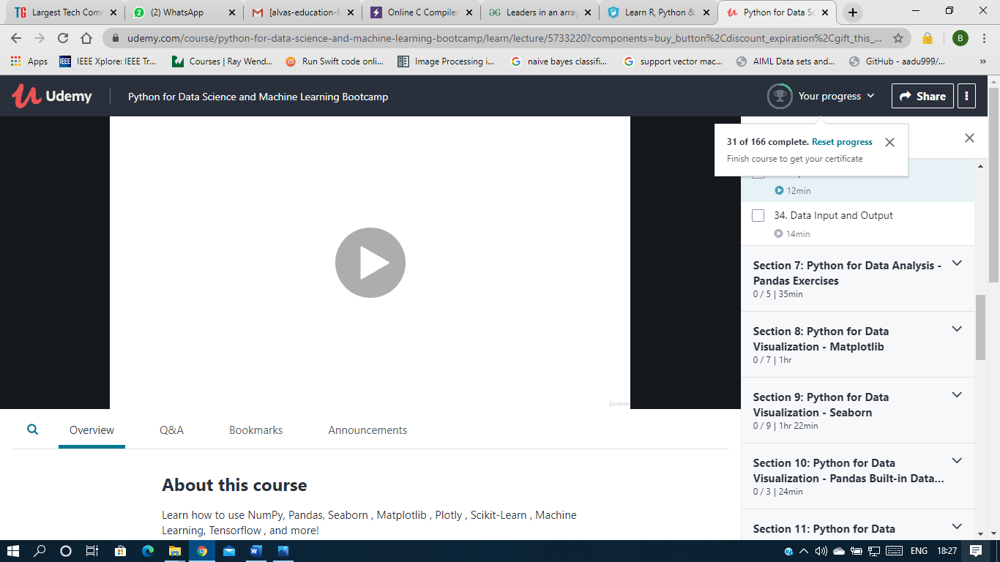 Largest Tech Com
(2) WhatsApp
[alvas-education-f
Online C Compiler
Leaders in an array
Learn R, Python &
Python for Data Sc
udemy.com/course/python-for-data-science-and-machine-learning-bootcamp/learn/lecture/5733220?components=buy_button%2Cdiscount_expiration%2Cgift_this_...
B
Apps
IEEE Xplore: IEEE Tr...
Courses | Ray Wend...
Run Swift code onli...
Image Processing i...
naive bayes classifi...
support vector mac...
AIML Data sets and...
GitHub - aadu999/...
»
Udemy
Python for Data Science and Machine Learning Bootcamp
Your progress
Share
31 of 166 complete. Reset progress
Finish course to get your certificate
12min
34. Data Input and Output
14min
Section 7: Python for Data Analysis -
Pandas Exercises
0 / 5 | 35min
Section 8: Python for Data
Visualization - Matplotlib
0 / 7 | 1hr
Section 9: Python for Data
Visualization - Seaborn
0 / 9 | 1hr 22min
Section 10: Python for Data
Visualization - Pandas Built-in Data...
0 / 3 | 24min
Section 11: Python for Data
Udemy
Overview
Q&A
Bookmarks
Announcements
About this course
Learn how to use NumPy, Pandas, Seaborn , Matplotlib , Plotly , Scikit-Learn , Machine
Learning, Tensorflow , and more!
ENG
18:27